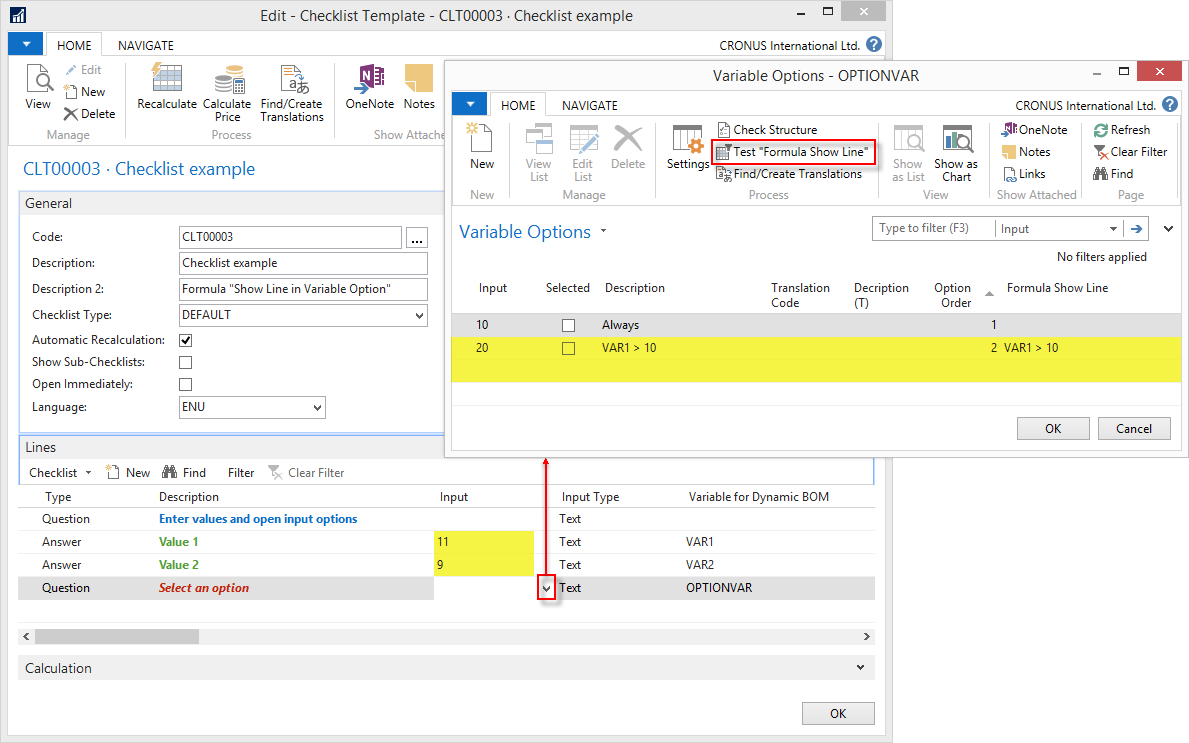 Edit - Checklist Template - CLT00003 · Checklist example
HOME NAVIGATE CRONUS International Ltd. ?
View
Edit
New
Delete
Manage
Recalculate
Calculate Price
Find/Create Translations
Process
OneNote
Notes
Show Attache
CLT00003 · Checklist example
General
Code: CLT00003 ...
Description: Checklist example
Description 2: Formula "Show Line in Variable Option"
Checklist Type: DEFAULT
Automatic Recalculation:
Show Sub-Checklists:
Open Immediately:
Language: ENU
Lines
Checklist New Find Filter Clear Filter
Type Description Input Input Type Variable for Dynamic BOM
Question Enter values and open input options Text
Answer Value 1 11 Text VAR1
Answer Value 2 9 Text VAR2
Question Select an option Text OPTIONVAR
Calculation
OK
Variable Options - OPTIONVAR
HOME NAVIGATE CRONUS International Ltd. ?
New
New
View List
Edit List
Delete
Manage
Settings
Check Structure
Test "Formula Show Line"
Find/Create Translations
Process
Show as List
Show as Chart
View
OneNote
Notes
Links
Show Attached
Refresh
Clear Filter
Find
Page
Variable Options
Type to filter (F3) Input
No filters applied
Input Selected Description Translation Code Decription (T) Option Order Formula Show Line
10 Always 1
20 VAR1 > 10 2 VAR1 > 10
OK Cancel